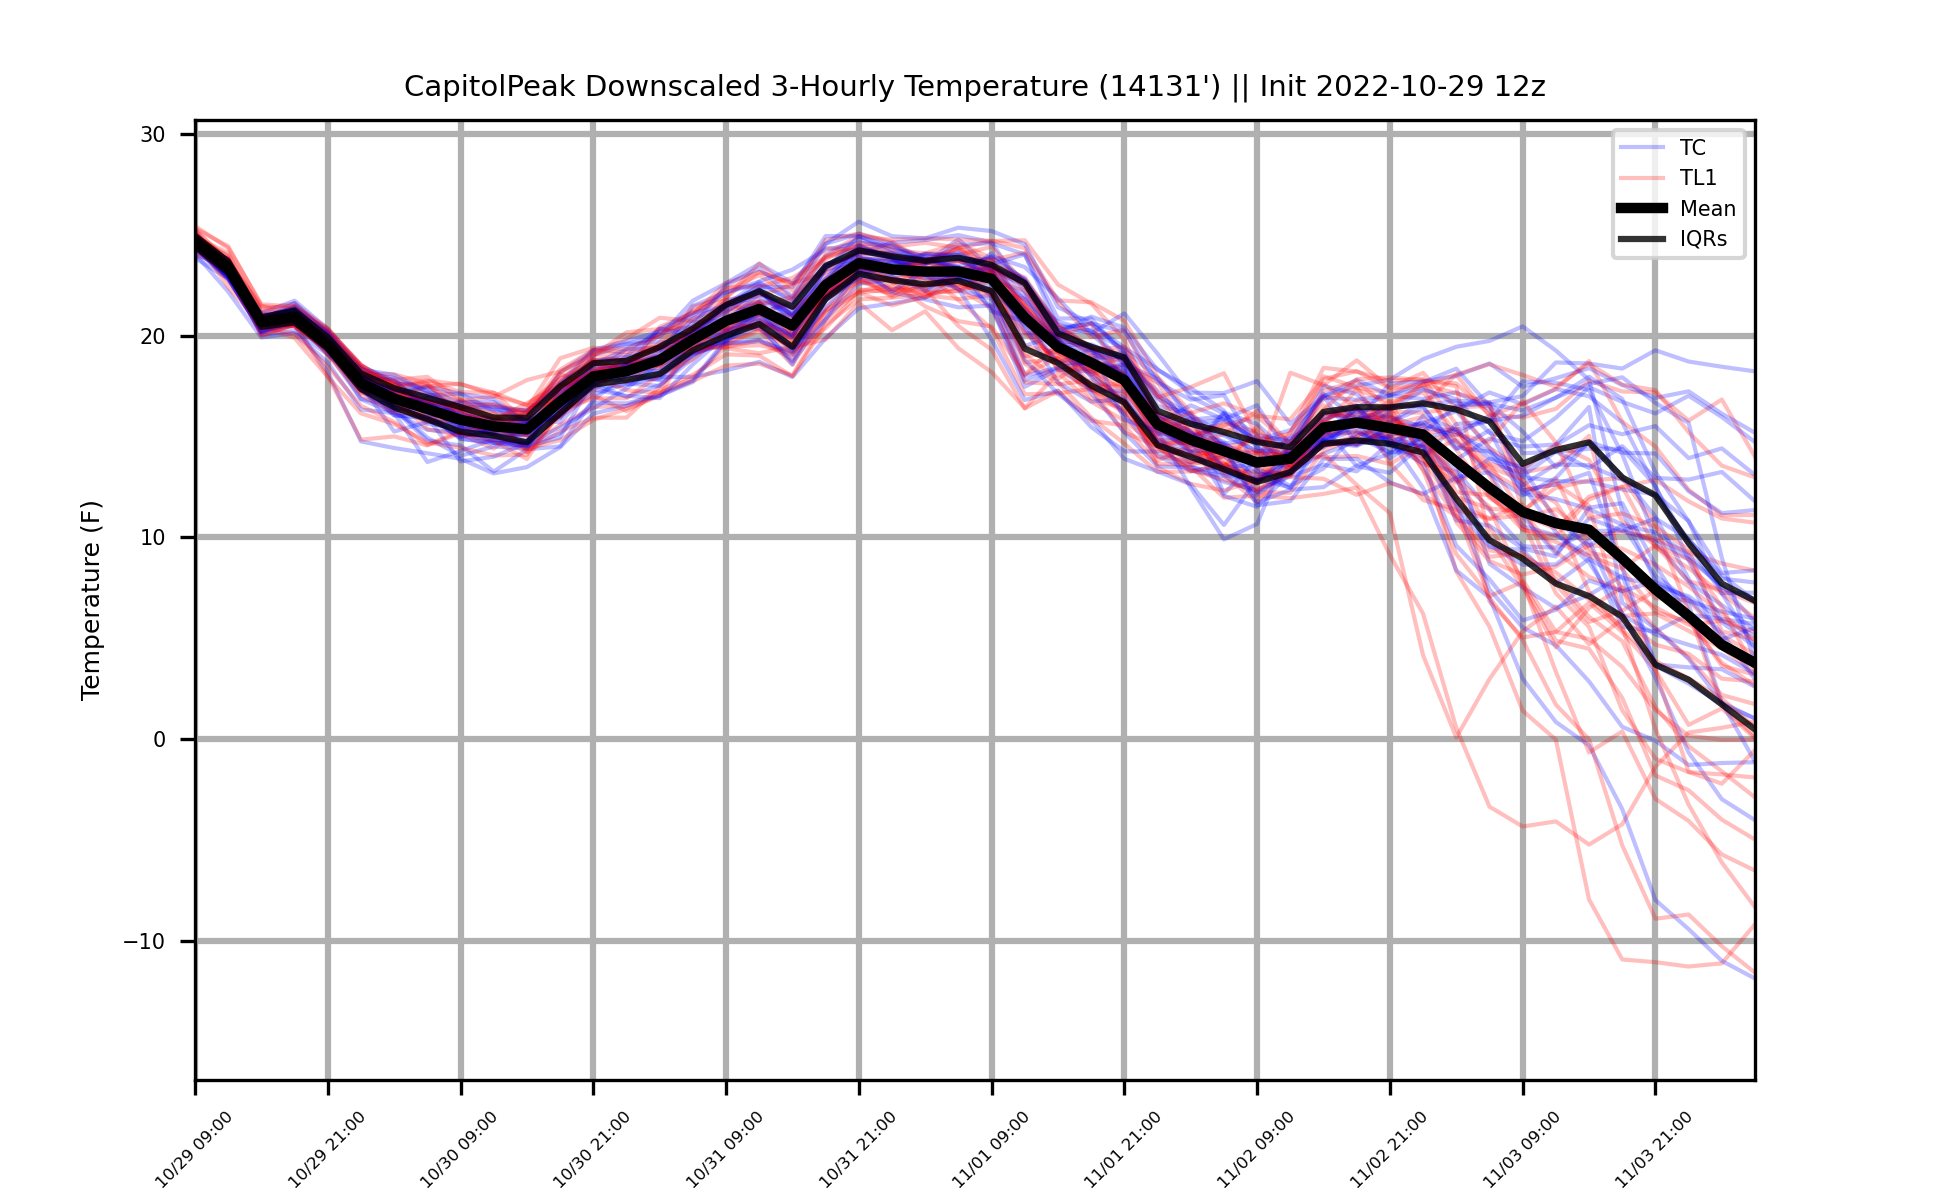 CapitolPeak Downscaled 3-Hourly Temperature (14131') || Init 2022-10-29 12z
TC
TL1
Mean
IQRs
Temperature (F)
30
20
10
0
−10
10/29 09:00
10/29 21:00
10/30 09:00
10/30 21:00
10/31 09:00
10/31 21:00
11/01 09:00
11/01 21:00
11/02 09:00
11/02 21:00
11/03 09:00
11/03 21:00